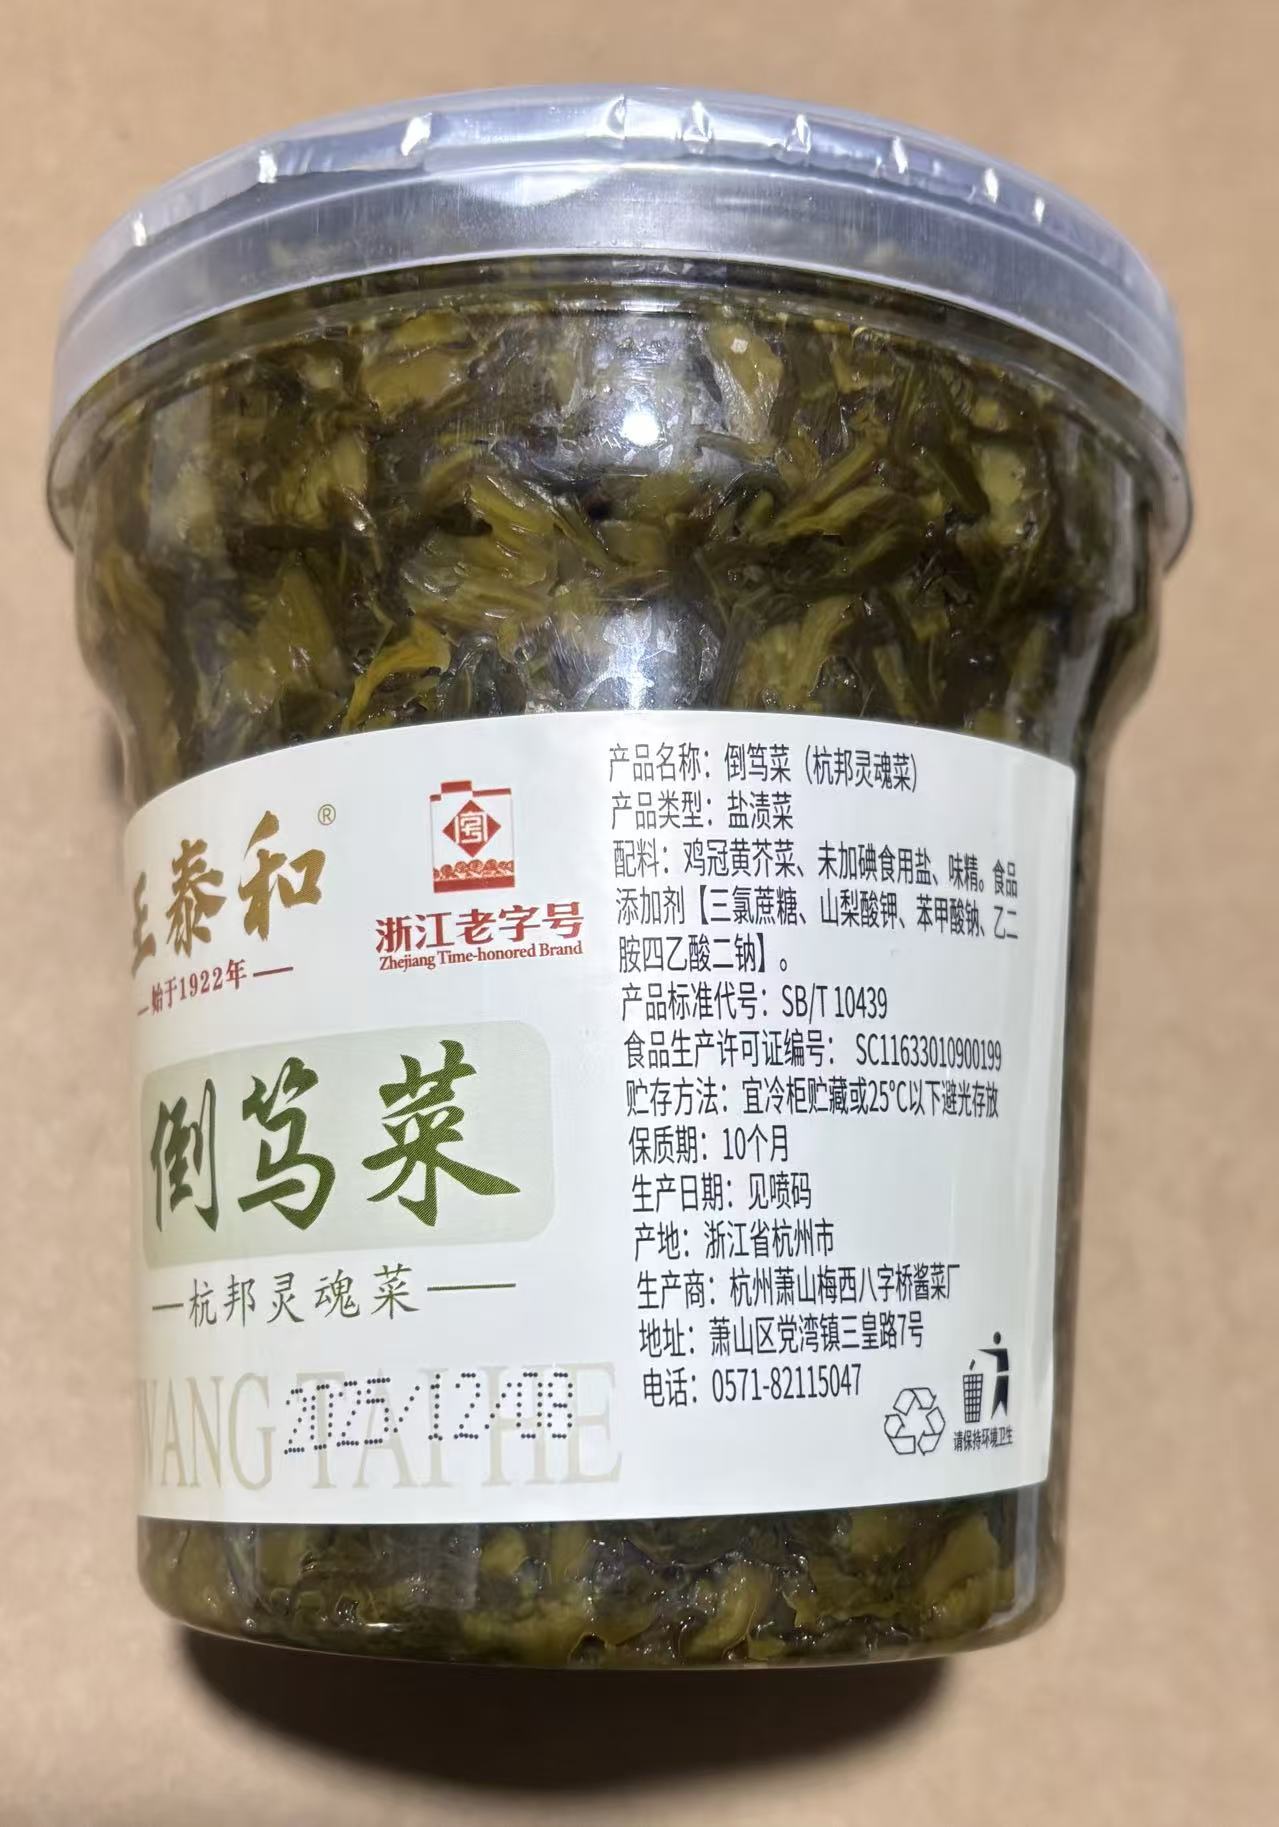 王泰和®
始于1922年
字号
浙江老字号
Zhejiang Time-honored Brand
倒笃菜
杭邦灵魂菜
WANG TAI HE
2025/12/08
产品名称：倒笃菜（杭邦灵魂菜）
产品类型：盐渍菜
配料：鸡冠黄芥菜、未加碘食用盐、味精。食品
添加剂【三氯蔗糖、山梨酸钾、苯甲酸钠、乙二
胺四乙酸二钠】。
产品标准代号：SB/T 10439
食品生产许可证编号： SC11633010900199
贮存方法：宜冷柜贮藏或25°C以下避光存放
保质期：10个月
生产日期：见喷码
产地：浙江省杭州市
生产商：杭州萧山梅西八字桥酱菜厂
地址：萧山区党湾镇三皇路7号
电话：0571-82115047
请保持环境卫生